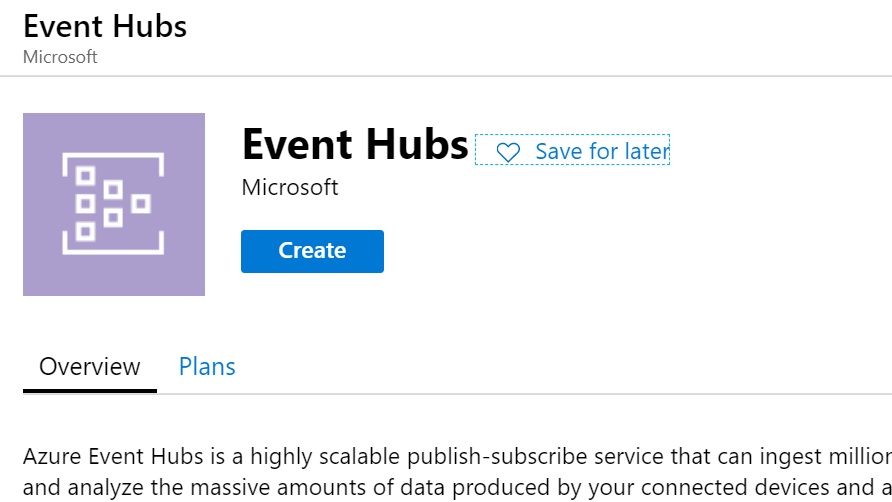 Event Hubs
Microsoft
Event Hubs Save for later
Microsoft
Create
Overview Plans
Azure Event Hubs is a highly scalable publish-subscribe service that can ingest
and analyze the massive amounts of data produced by your connected devices and